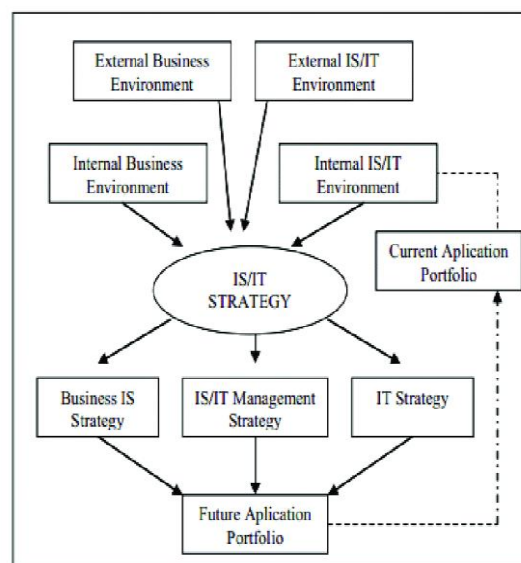 External Business
Environment
External IS/IT
Environment
Internal Business
Environment
Internal IS/IT
Environment
Current Aplication
Portfolio
IS/IT
STRATEGY
Business IS
Strategy
IS/IT Management
Strategy
IT Strategy
Future Aplication
Portfolio